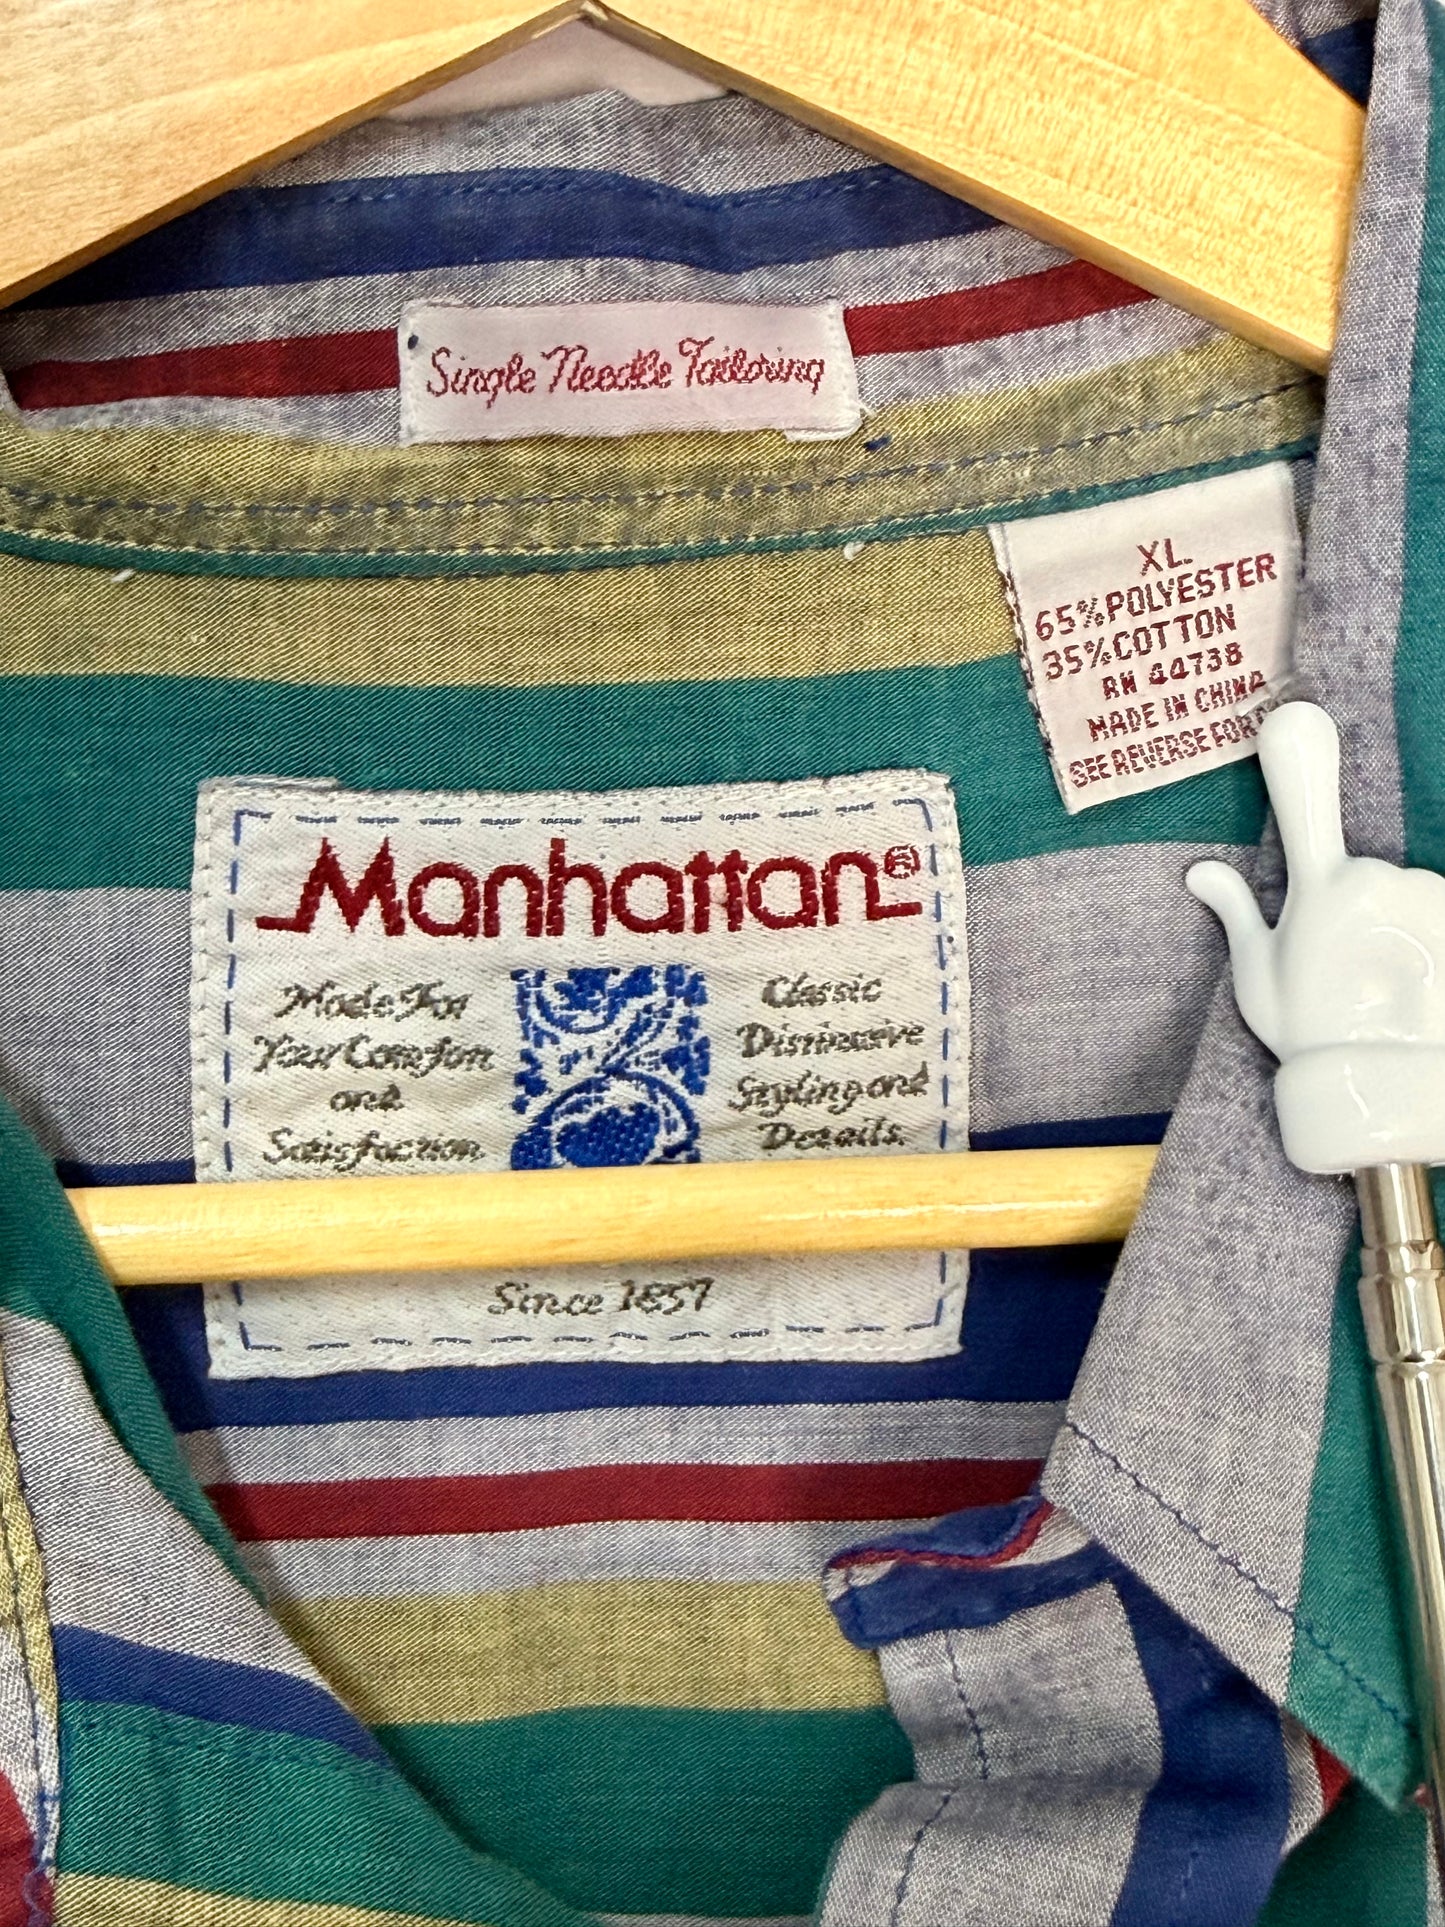 Single Needle Tailoring
XL
65% POLYESTER
35% COTTON
RN 44738
MADE IN CHINA
SEE REVERSE FOR
Manhattan®
Made For
Your Comfort
and
Satisfaction
Classic
Distinctive
Styling and
Details.
Since 1857